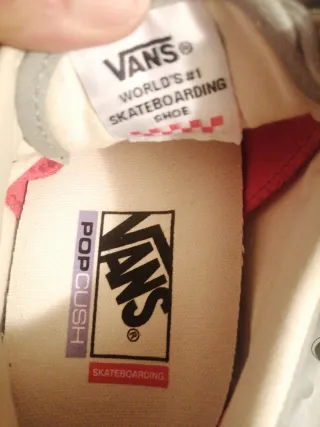 VANS®
WORLD'S #1
SKATEBOARDING
SHOE
VANS®
POPCUSH
SKATEBOARDING